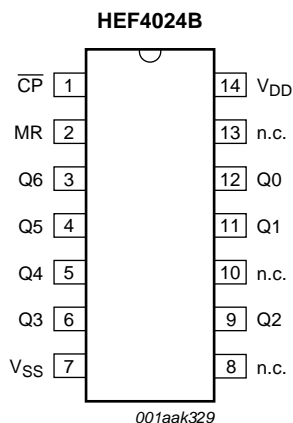 HEF4024B
CP 1 14 VDD
MR 2 13 n.c.
Q6 3 12 Q0
Q5 4 11 Q1
Q4 5 10 n.c.
Q3 6 9 Q2
VSS 7 8 n.c.
001aak329